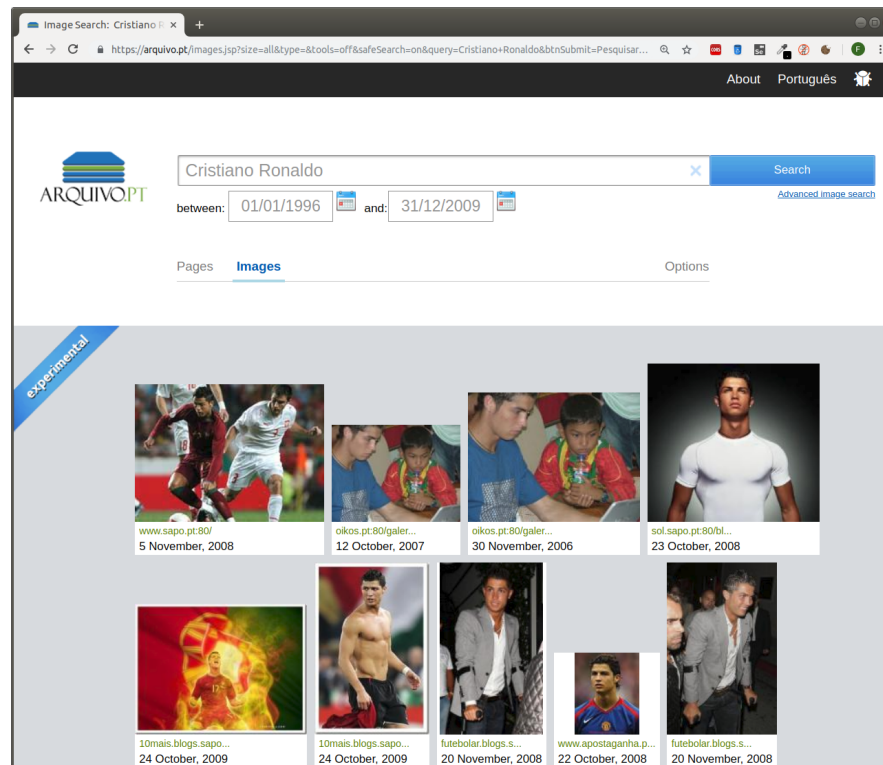 Image Search: Cristiano R
https://arquivo.pt/images.jsp?size=all&type=&tools=off&safeSearch=on&query=Cristiano+Ronaldo&btnSubmit=Pesquisar...
About Português
ARQUIVO.PT
Cristiano Ronaldo
Search
Advanced image search
between: 01/01/1996 and: 31/12/2009
Pages Images Options
experimental
www.sapo.pt:80/ oikos.pt:80/galer... oikos.pt:80/galer... sol.sapo.pt:80/bl...
5 November, 2008 12 October, 2007 30 November, 2006 23 October, 2008
10mais.blogs.sapo... 10mais.blogs.sapo... futebolar.blogs.s... www.apostaganha.p... futebolar.blogs.s...
24 October, 2009 24 October, 2009 20 November, 2008 22 October, 2008 20 November, 2008